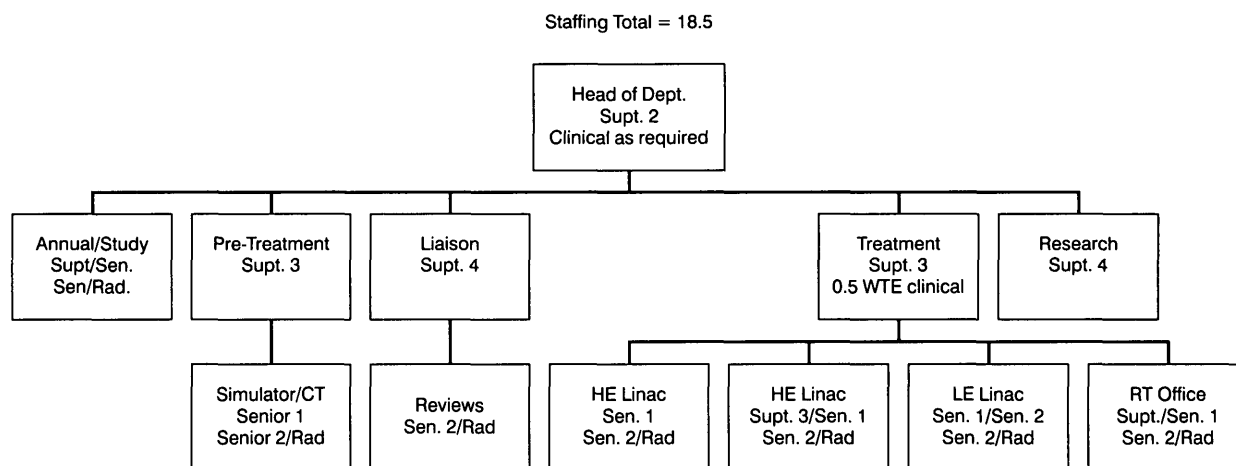 Staffing Total = 18.5
Head of Dept.
Supt. 2
Clinical as required
Annual/Study
Supt/Sen.
Sen/Rad.
Pre-Treatment
Supt. 3
Liaison
Supt. 4
Treatment
Supt. 3
0.5 WTE clinical
Research
Supt. 4
Simulator/CT
Senior 1
Senior 2/Rad
Reviews
Sen. 2/Rad
HE Linac
Sen. 1
Sen. 2/Rad
HE Linac
Supt. 3/Sen. 1
Sen. 2/Rad
LE Linac
Sen. 1/Sen. 2
Sen. 2/Rad
RT Office
Supt./Sen. 1
Sen. 2/Rad